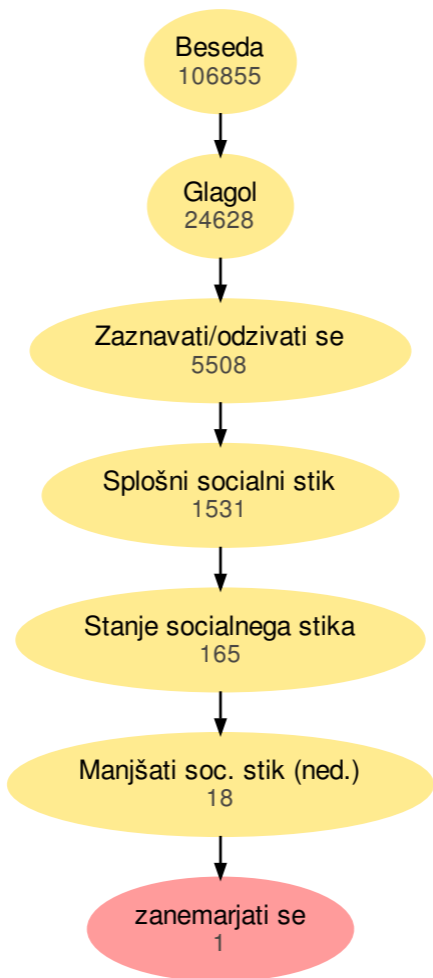 Beseda
106855
Glagol
24628
Zaznavati/odzivati se
5508
Splošni socialni stik
1531
Stanje socialnega stika
165
Manjšati soc. stik (ned.)
18
zanemarjati se
1